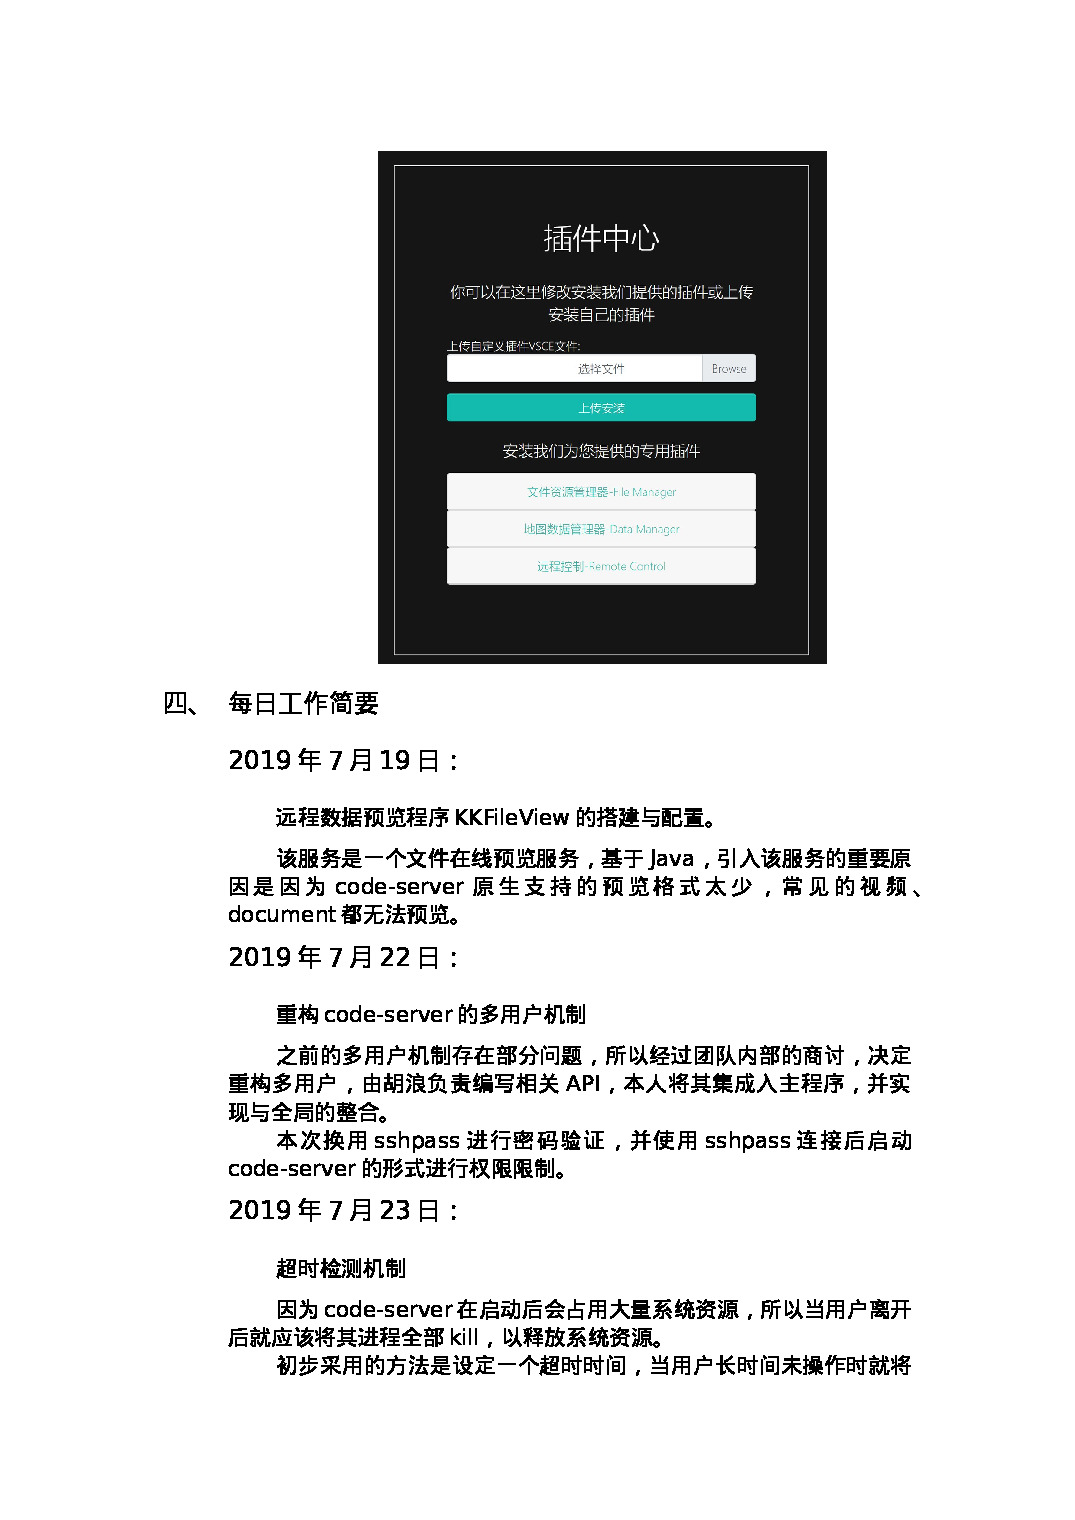 插件中心
你可以在这里修改安装我们提供的插件或上传
安装自己的插件
上传自定义插件VSCE文件:
选择文件
Browse
上传安装
安装我们为您提供的专用插件
文件资源管理器-File Manager
地图数据管理器-Data Manager
远程控制-Remote Control
四、 每日工作简要
2019 年 7 月 19 日：
远程数据预览程序 KKFileView 的搭建与配置。
该服务是一个文件在线预览服务，基于 Java，引入该服务的重要原
因是因为 code-server 原生支持的预览格式太少，常见的视频、
document 都无法预览。
2019 年 7 月 22 日：
重构 code-server 的多用户机制
之前的多用户机制存在部分问题，所以经过团队内部的商讨，决定
重构多用户，由胡浪负责编写相关 API，本人将其集成入主程序，并实
现与全局的整合。
本次换用 sshpass 进行密码验证，并使用 sshpass 连接后启动
code-server 的形式进行权限限制。
2019 年 7 月 23 日：
超时检测机制
因为 code-server 在启动后会占用大量系统资源，所以当用户离开
后就应该将其进程全部 kill，以释放系统资源。
初步采用的方法是设定一个超时时间，当用户长时间未操作时就将